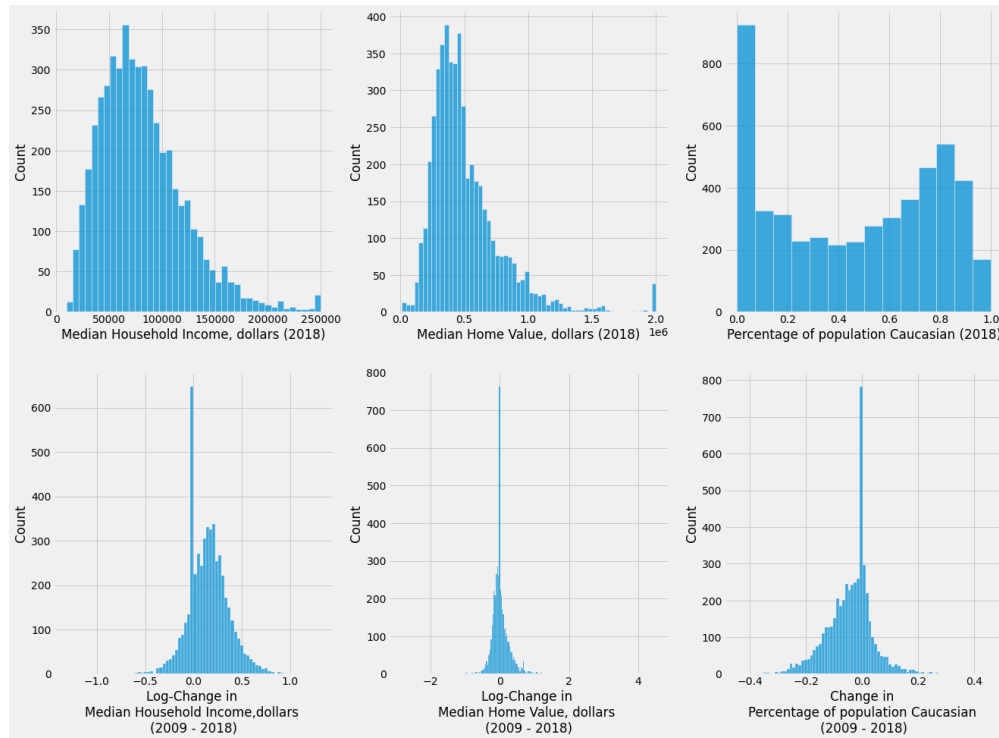 350
300
250
200
150
100
50
0
Count
0 50000 100000 150000 200000 250000
Median Household Income, dollars (2018)
400
350
300
250
200
150
100
50
0
Count
0.0 0.5 1.0 1.5 2.0
1e6
Median Home Value, dollars (2018)
800
600
400
200
0
Count
0.0 0.2 0.4 0.6 0.8 1.0
Percentage of population Caucasian (2018)
600
500
400
300
200
100
0
Count
−1.0 −0.5 0.0 0.5 1.0
Log-Change in
Median Household Income,dollars
(2009 - 2018)
800
700
600
500
400
300
200
100
0
Count
−2 0 2 4
Log-Change in
Median Home Value, dollars
(2009 - 2018)
800
700
600
500
400
300
200
100
0
Count
−0.4 −0.2 0.0 0.2 0.4
Change in
Percentage of population Caucasian
(2009 - 2018)